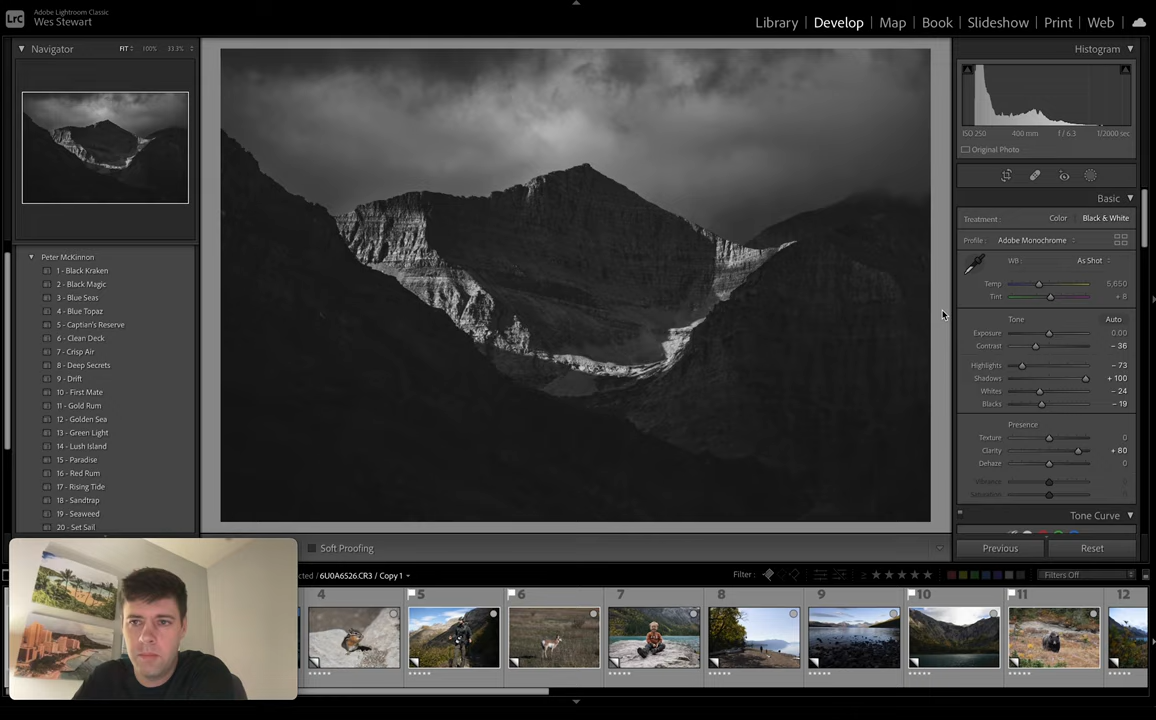 LrC
Adobe Lightroom Classic
Wes Stewart
Library Develop Map Book Slideshow Print Web
Navigator FIT 100% 33.3%
Peter McKinnon
1 - Black Kraken
2 - Black Magic
3 - Blue Seas
4 - Blue Topaz
5 - Captian's Reserve
6 - Clean Deck
7 - Crisp Air
8 - Deep Secrets
9 - Drift
10 - First Mate
11 - Gold Rum
12 - Golden Sea
13 - Green Light
14 - Lush Island
15 - Paradise
16 - Red Rum
17 - Rising Tide
18 - Sandtrap
19 - Seaweed
20 - Set Sail
Histogram
ISO 250 400 mm f / 6.3 1/2000 sec
Original Photo
Basic
Treatment: Color Black & White
Profile: Adobe Monochrome
WB: As Shot
Temp 5,650
Tint + 8
Tone Auto
Exposure 0.00
Contrast - 36
Highlights - 73
Shadows + 100
Whites - 24
Blacks - 19
Presence
Texture 0
Clarity + 80
Dehaze 0
Vibrance
Saturation
Tone Curve
Previous Reset
Soft Proofing
cted / 6U0A6526.CR3 / Copy 1
Filter: Filters Off
4 5 6 7 8 9 10 11 12